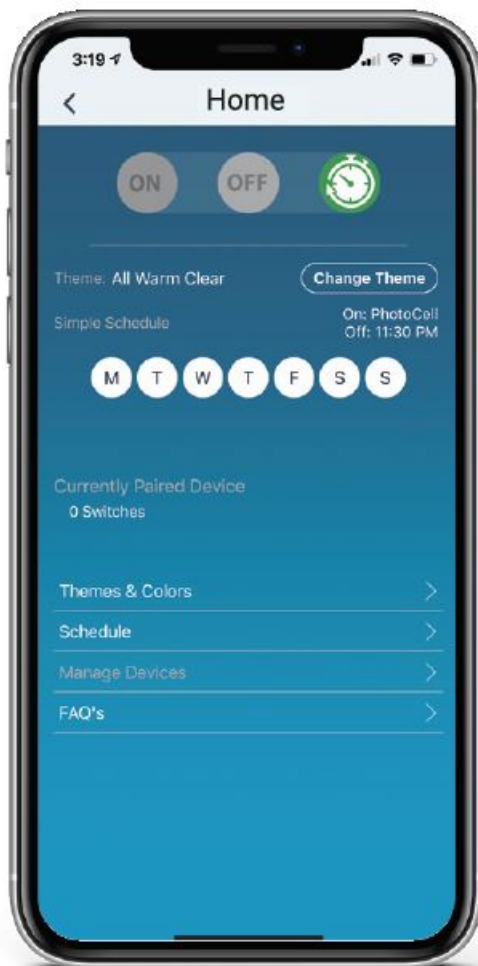 3:19
Home
ON OFF
Theme: All Warm Clear Change Theme
Simple Schedule On: PhotoCell
Off: 11:30 PM
M T W T F S S
Currently Paired Device
0 Switches
Themes & Colors
Schedule
Manage Devices
FAQ's